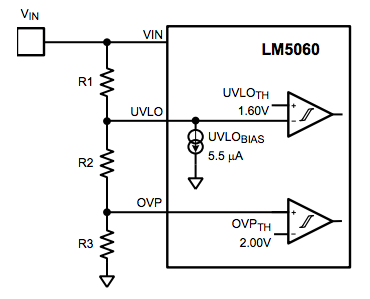 VIN
VIN
LM5060
R1
UVLOTH
1.60V
+
−
UVLO
UVLOBIAS
5.5 μA
R2
OVP
+
OVPTH
−
2.00V
R3